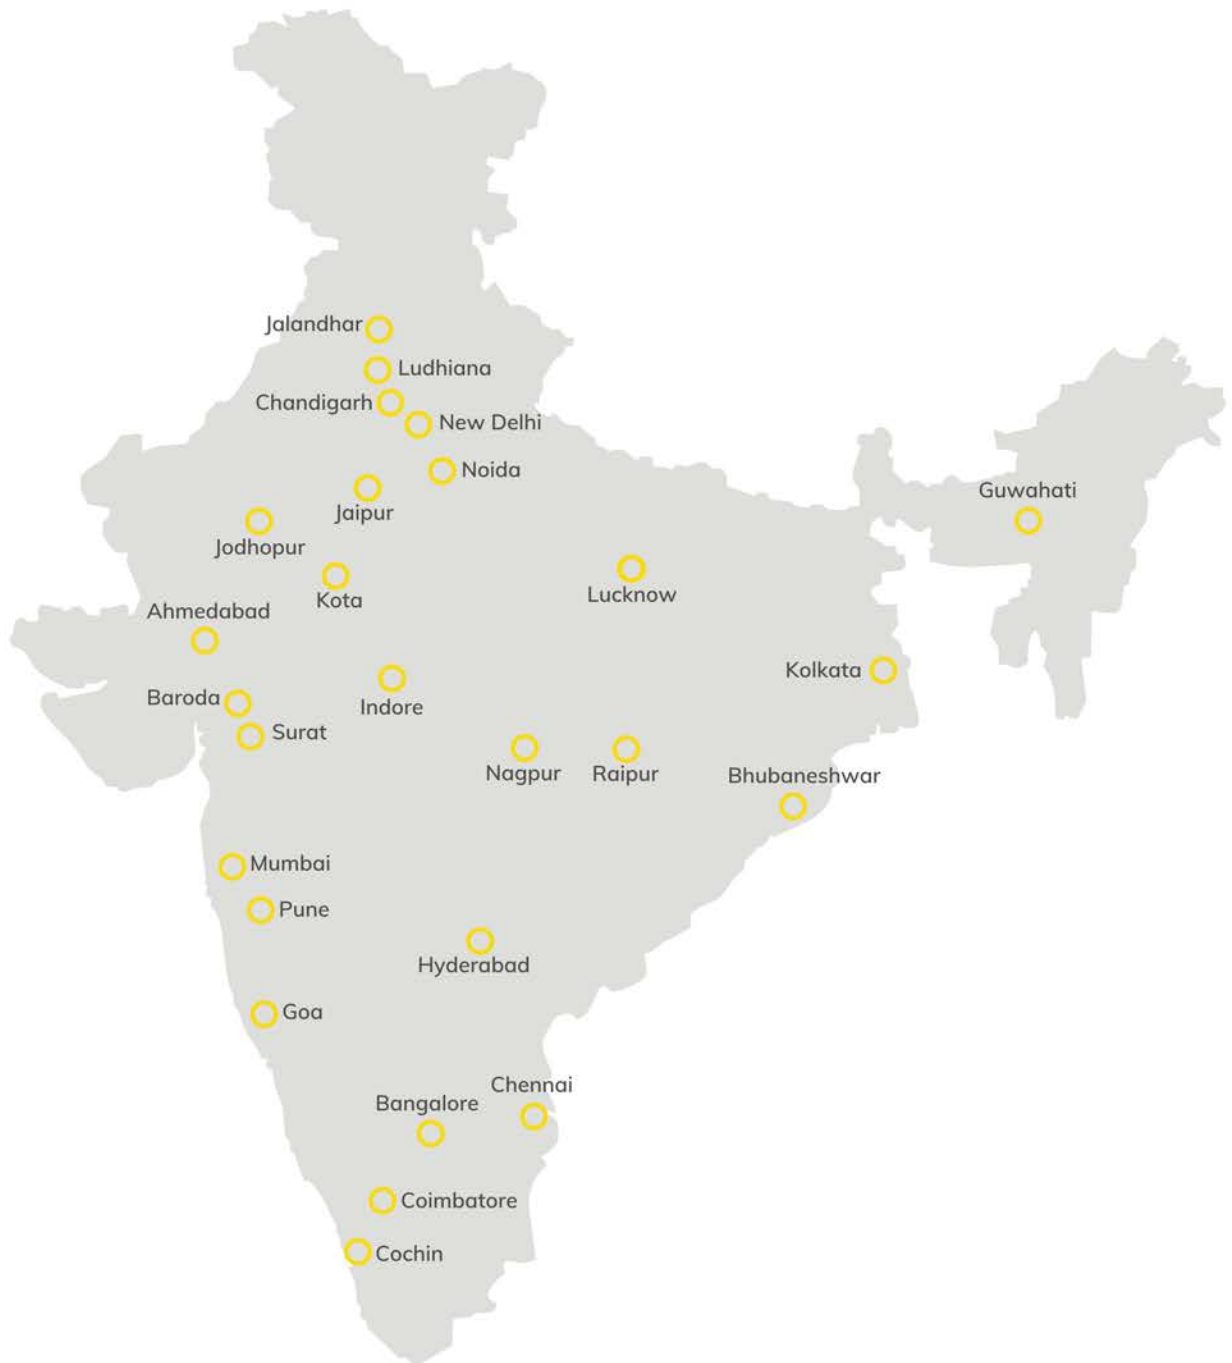 Jalandhar
Ludhiana
Chandigarh
New Delhi
Noida
Guwahati
Jaipur
Jodhopur
Kota
Lucknow
Ahmedabad
Kolkata
Baroda
Indore
Surat
Nagpur
Raipur
Bhubaneshwar
Mumbai
Pune
Hyderabad
Goa
Chennai
Bangalore
Coimbatore
Cochin